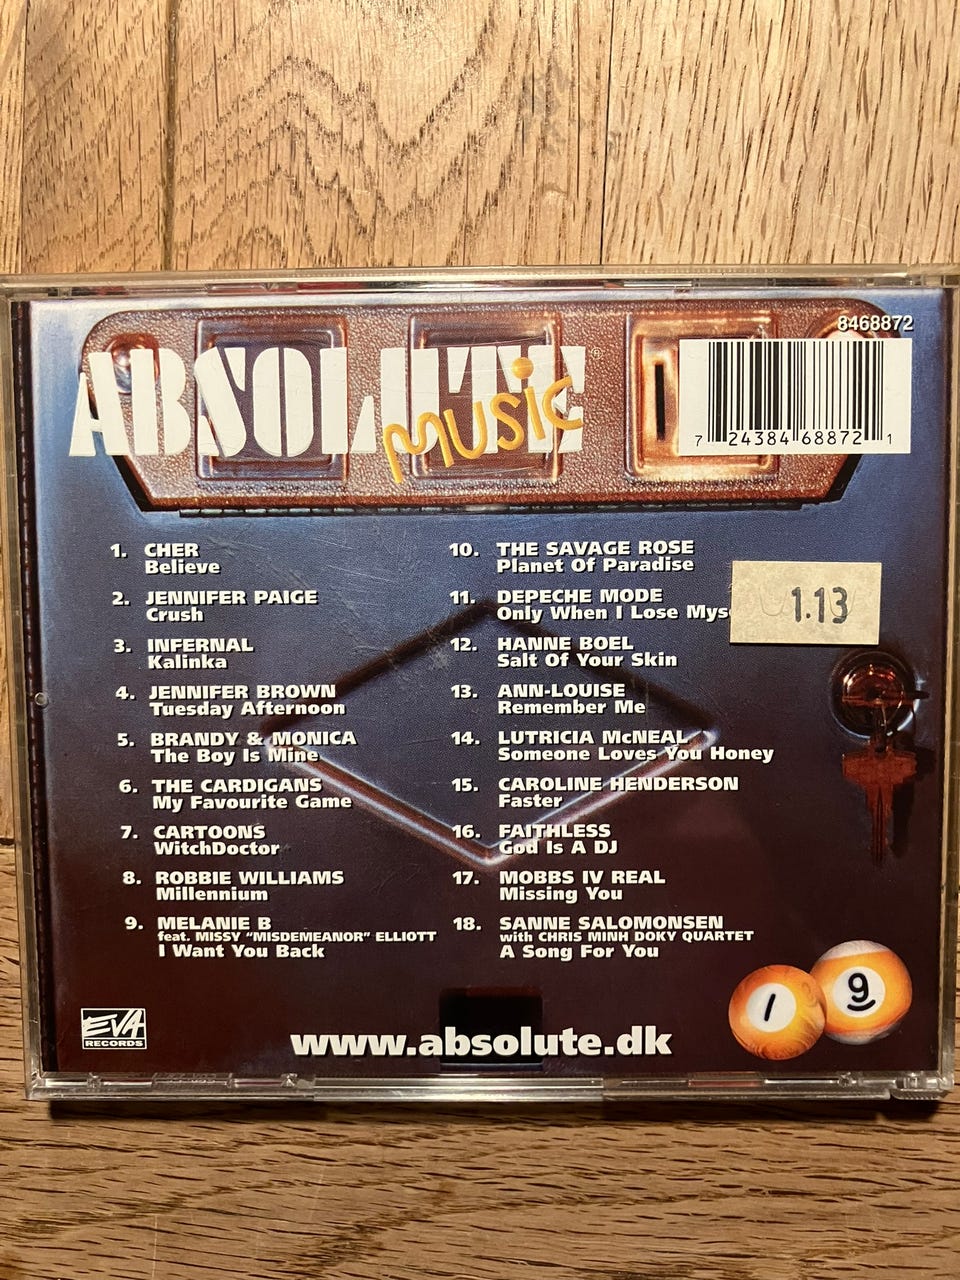 8468872
ABSOLUTE®
music
7 24384 68872 1
1. CHER
Believe
2. JENNIFER PAIGE
Crush
3. INFERNAL
Kalinka
4. JENNIFER BROWN
Tuesday Afternoon
5. BRANDY & MONICA
The Boy Is Mine
6. THE CARDIGANS
My Favourite Game
7. CARTOONS
WitchDoctor
8. ROBBIE WILLIAMS
Millennium
9. MELANIE B
feat. MISSY "MISDEMEANOR" ELLIOTT
I Want You Back
10. THE SAVAGE ROSE
Planet Of Paradise
11. DEPECHE MODE
Only When I Lose
1.13
12. HANNE BOEL
Salt Of Your Skin
13. ANN-LOUISE
Remember Me
14. LUTRICIA McNEAL
Someone Loves You Honey
15. CAROLINE HENDERSON
Faster
16. FAITHLESS
God Is A DJ
17. MOBBS IV REAL
Missing You
18. SANNE SALOMONSEN
with CHRIS MINH DOKY QUARTET
A Song For You
1 9
EVA
RECORDS
www.absolute.dk